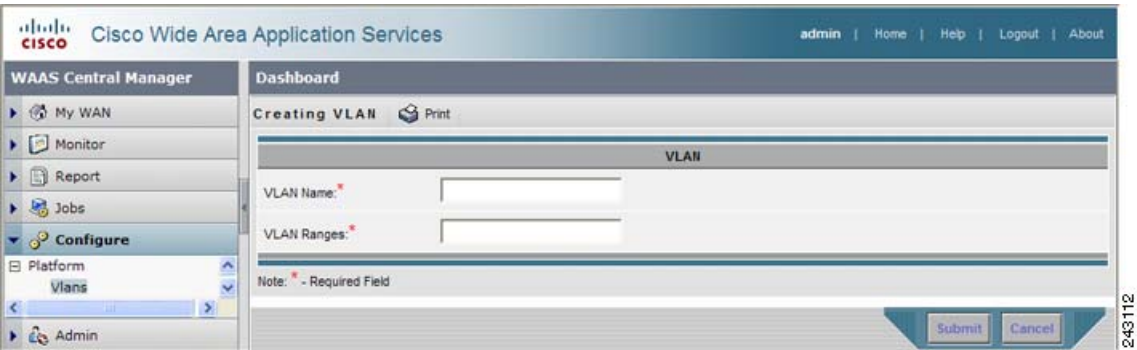 CISCO Cisco Wide Area Application Services
admin | Home | Help | Logout | About
WAAS Central Manager
My WAN
Monitor
Report
Jobs
Configure
Platform
Vlans
Admin
Dashboard
Creating VLAN Print
VLAN
VLAN Name:*
VLAN Ranges:*
Note: * - Required Field
Submit Cancel
243112